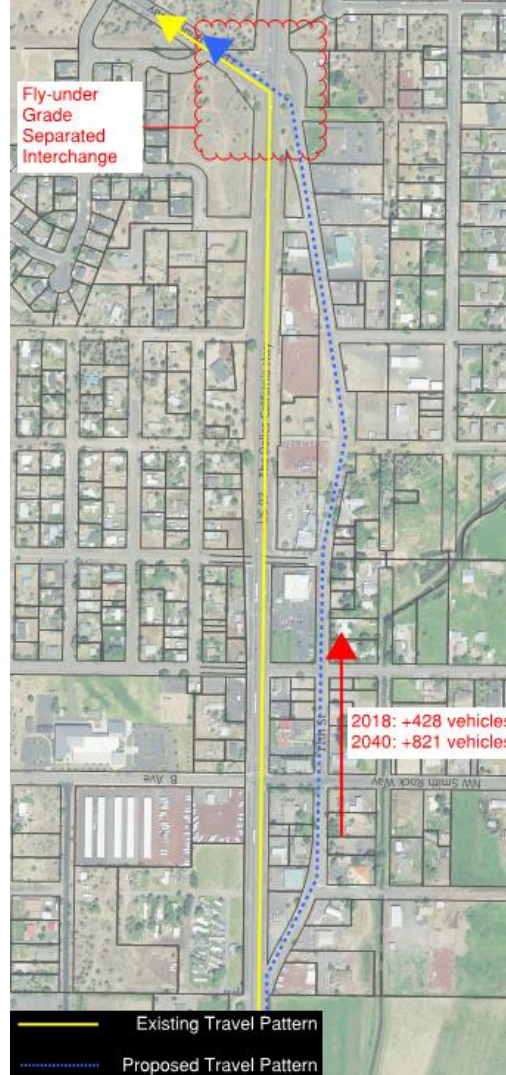 Fly-under
Grade
Separated
Interchange
2018: +428 vehicles
2040: +821 vehicles
B Ave
NW Smith Rock Way
Existing Travel Pattern
Proposed Travel Pattern